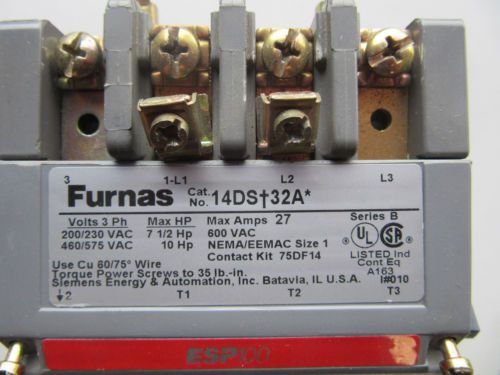 3 1-L1 L2 L3
Furnas Cat. No. 14DS†32A*
Volts 3 Ph Max HP Max Amps 27 Series B
200/230 VAC 7 1/2 Hp 600 VAC
460/575 VAC 10 Hp NEMA/EEMAC Size 1
Contact Kit 75DF14
UL LISTED Ind Cont Eq
Use Cu 60/75° Wire A163
Torque Power Screws to 35 lb.-in. I#010
Siemens Energy & Automation, Inc. Batavia, IL U.S.A.
2 T1 T2 T3
ESP100